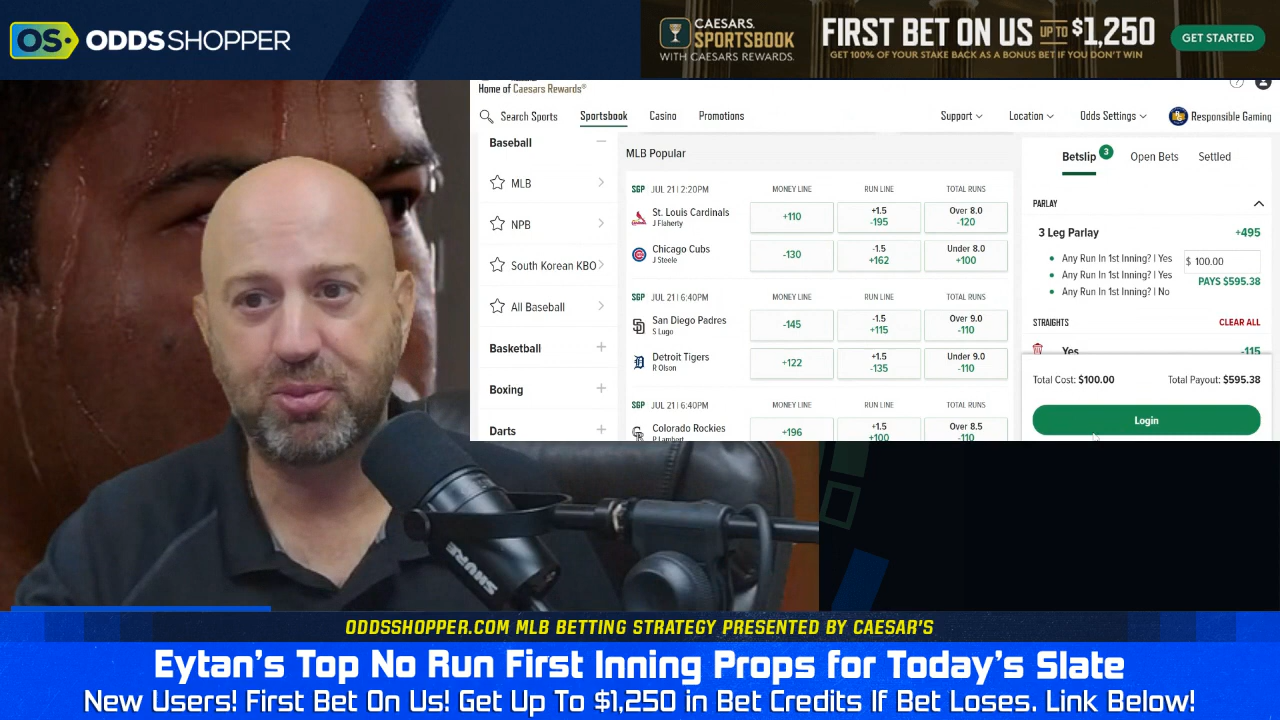 OS ODDSSHOPPER
CAESARS
SPORTSBOOK
WITH CAESARS REWARDS.
FIRST BET ON US UP TO $1,250
GET 100% OF YOUR STAKE BACK AS A BONUS BET IF YOU DON'T WIN
GET STARTED
Home of Caesars Rewards®
Search Sports Sportsbook Casino Promotions Support Location Odds Settings Responsible Gaming
Baseball
MLB
NPB
South Korean KBO
All Baseball
Basketball
Boxing
Darts
MLB Popular
SGP JUL 21 | 2:20PM MONEY LINE RUN LINE TOTAL RUNS
St. Louis Cardinals
J Flaherty
+110
+1.5
-195
Over 8.0
-120
Chicago Cubs
J Steele
-130
-1.5
+162
Under 8.0
+100
SGP JUL 21 | 6:40PM MONEY LINE RUN LINE TOTAL RUNS
San Diego Padres
S Lugo
-145
-1.5
+115
Over 9.0
-110
Detroit Tigers
R Olson
+122
+1.5
-135
Under 9.0
-110
SGP JUL 21 | 6:40PM MONEY LINE RUN LINE TOTAL RUNS
Colorado Rockies
P Lambert
+196
+1.5
+100
Over 8.5
-110
Betslip 3 Open Bets Settled
PARLAY
3 Leg Parlay +495
Any Run In 1st Inning? | Yes
Any Run In 1st Inning? | Yes
Any Run In 1st Inning? | No
$ 100.00
PAYS $595.38
STRAIGHTS CLEAR ALL
Yes -115
Total Cost: $100.00 Total Payout: $595.38
Login
SHURE
ODDSSHOPPER.COM MLB BETTING STRATEGY PRESENTED BY CAESAR'S
Eytan's Top No Run First Inning Props for Today's Slate
New Users! First Bet On Us! Get Up To $1,250 in Bet Credits If Bet Loses. Link Below!